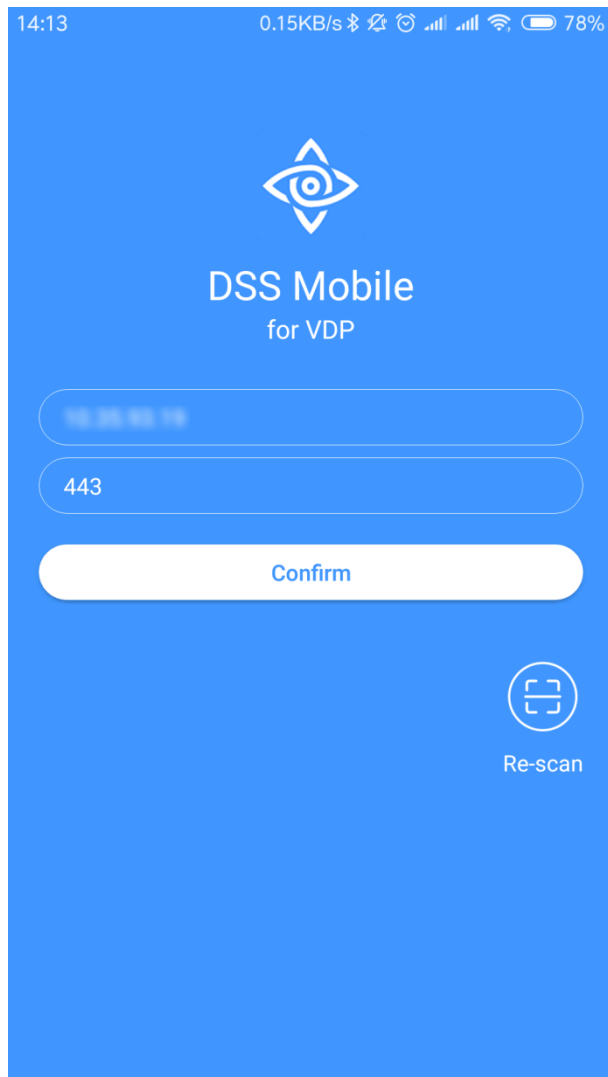 14:13 0.15KB/s 78%
DSS Mobile
for VDP
443
Confirm
Re-scan